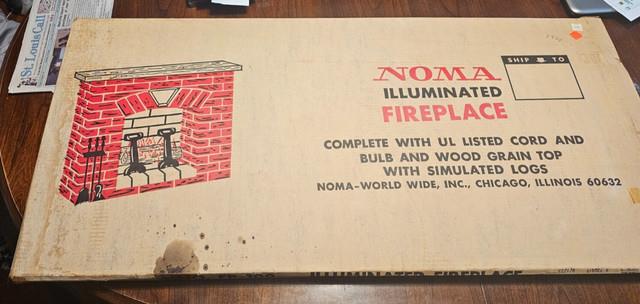 St. Louis Call
SHIP TO
NOMA
ILLUMINATED
FIREPLACE
COMPLETE WITH UL LISTED CORD AND
BULB AND WOOD GRAIN TOP
WITH SIMULATED LOGS
NOMA-WORLD WIDE, INC., CHICAGO, ILLINOIS 60632
ILLUMINATED FIREPLACE